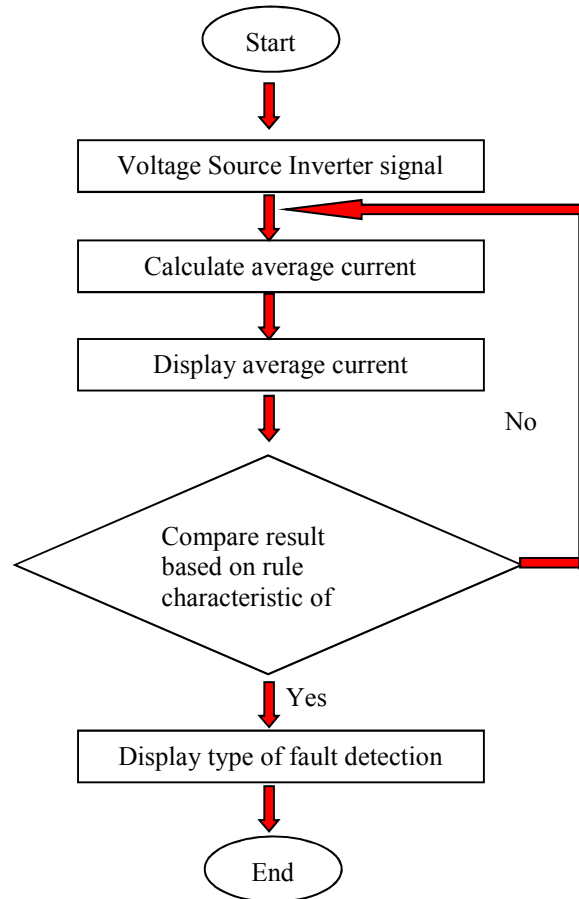 Start
Voltage Source Inverter signal
Calculate average current
Display average current
No
Compare result
based on rule
characteristic of
Yes
Display type of fault detection
End